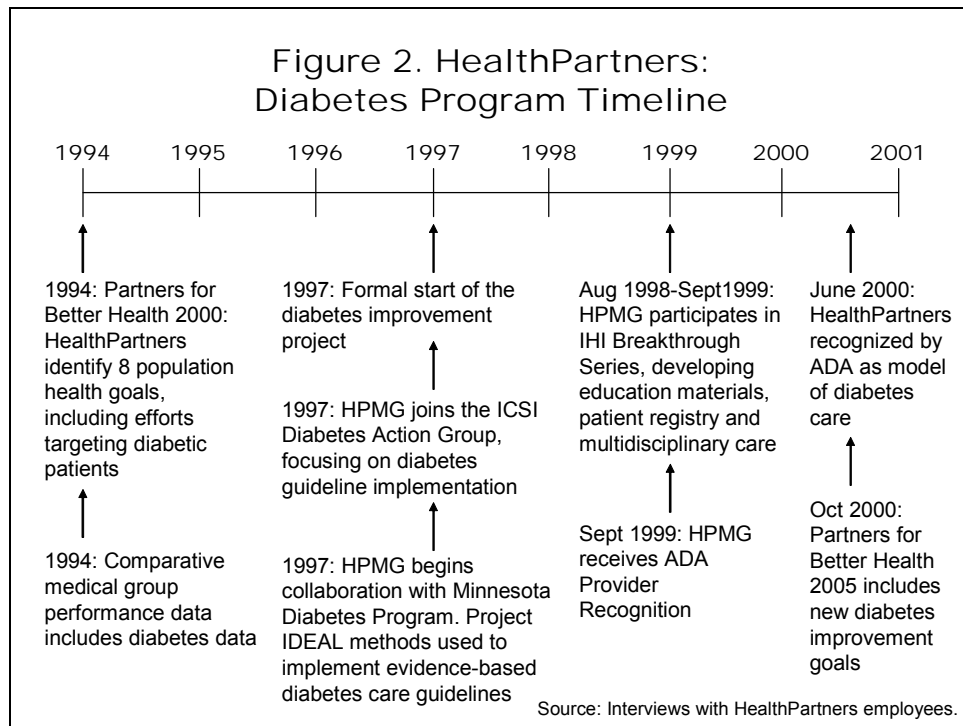 Figure 2. HealthPartners:
Diabetes Program Timeline
1994 1995 1996 1997 1998 1999 2000 2001
1994: Partners for
Better Health 2000:
HealthPartners
identify 8 population
health goals,
including efforts
targeting diabetic
patients
1994: Comparative
medical group
performance data
includes diabetes data
1997: Formal start of the
diabetes improvement
project
1997: HPMG joins the ICSI
Diabetes Action Group,
focusing on diabetes
guideline implementation
1997: HPMG begins
collaboration with Minnesota
Diabetes Program. Project
IDEAL methods used to
implement evidence-based
diabetes care guidelines
Aug 1998-Sept1999:
HPMG participates in
IHI Breakthrough
Series, developing
education materials,
patient registry and
multidisciplinary care
Sept 1999: HPMG
receives ADA
Provider
Recognition
June 2000:
HealthPartners
recognized by
ADA as model
of diabetes
care
Oct 2000:
Partners for
Better Health
2005 includes
new diabetes
improvement
goals
Source: Interviews with HealthPartners employees.